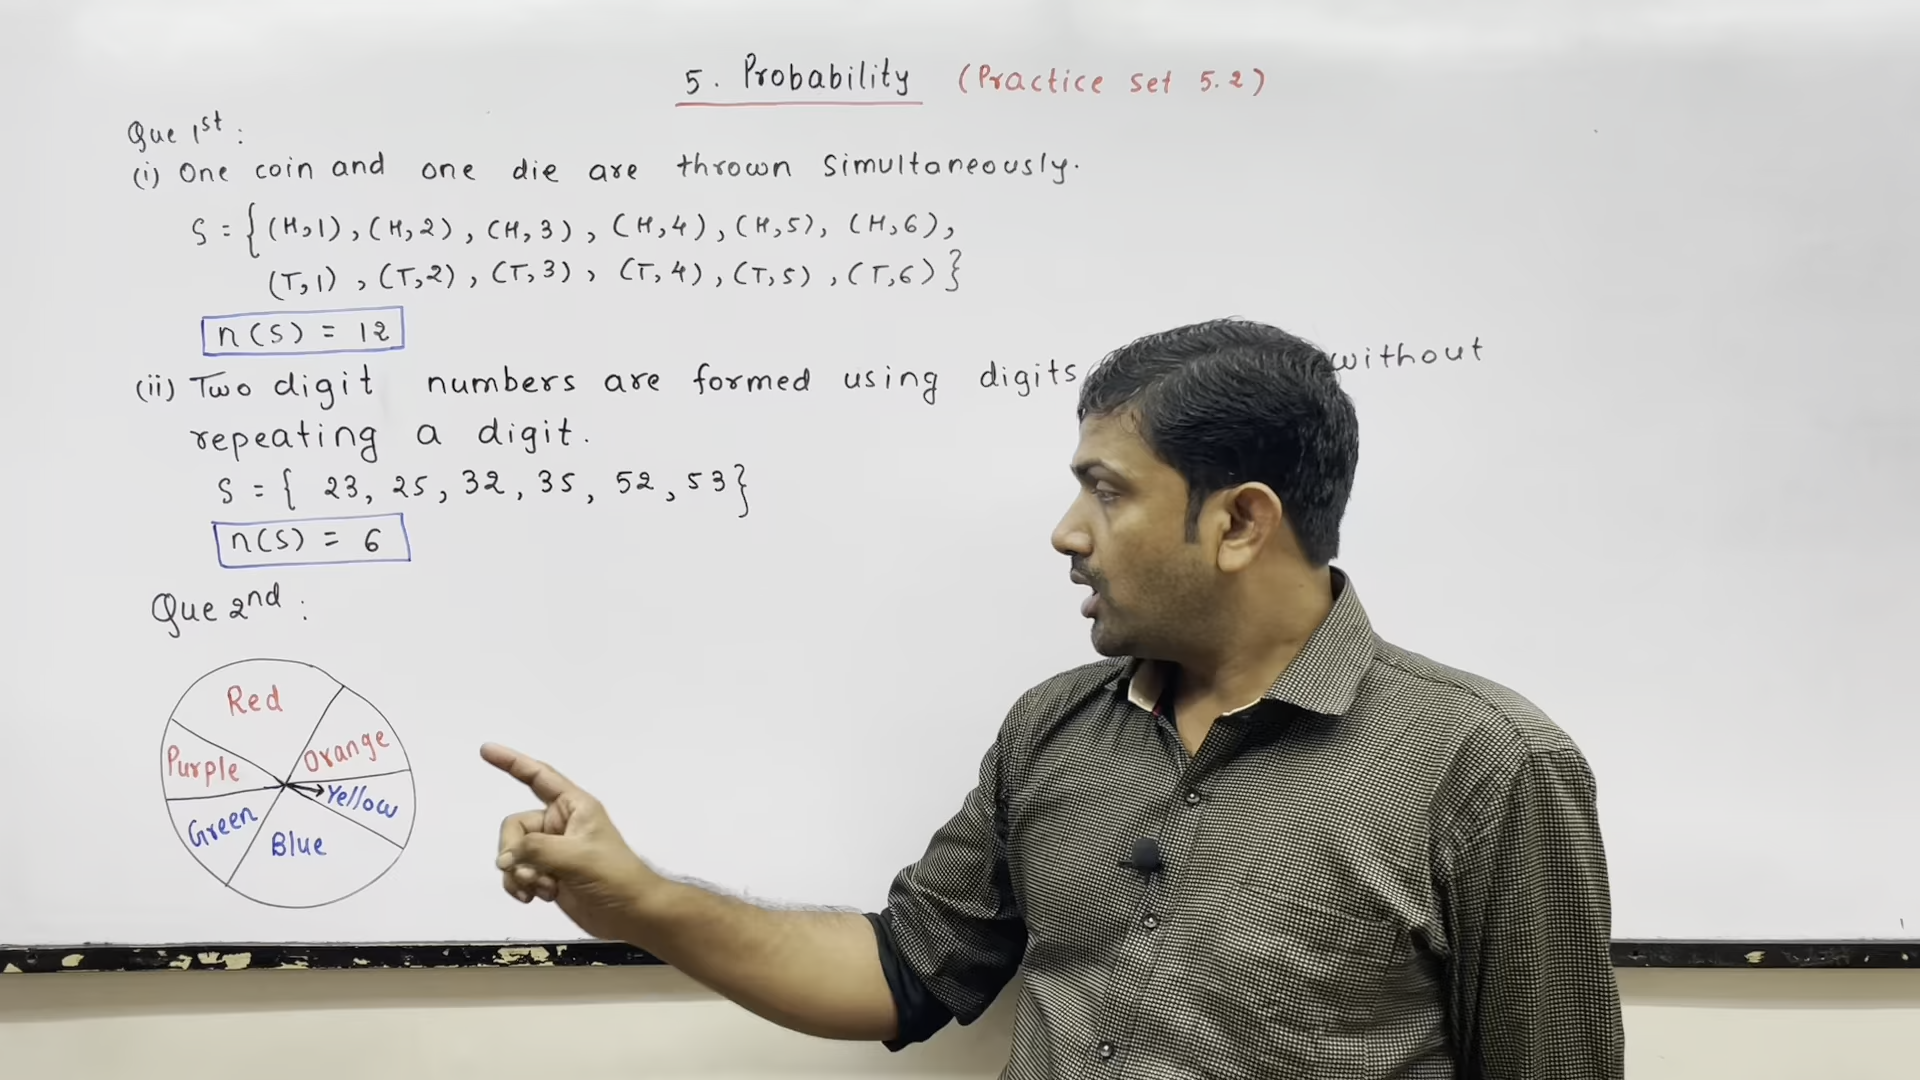 5. Probability (Practice set 5.2)
Que 1st :
(i) One coin and one die are thrown simultaneously.
S = { (H,1), (H,2), (H,3), (H,4), (H,5), (H,6),
(T,1), (T,2), (T,3), (T,4), (T,5), (T,6) }
n(S) = 12
(ii) Two digit numbers are formed using digits without
repeating a digit.
S = { 23, 25, 32, 35, 52, 53}
n(S) = 6
Que 2nd :
Red
Orange
Purple
Yellow
Green
Blue